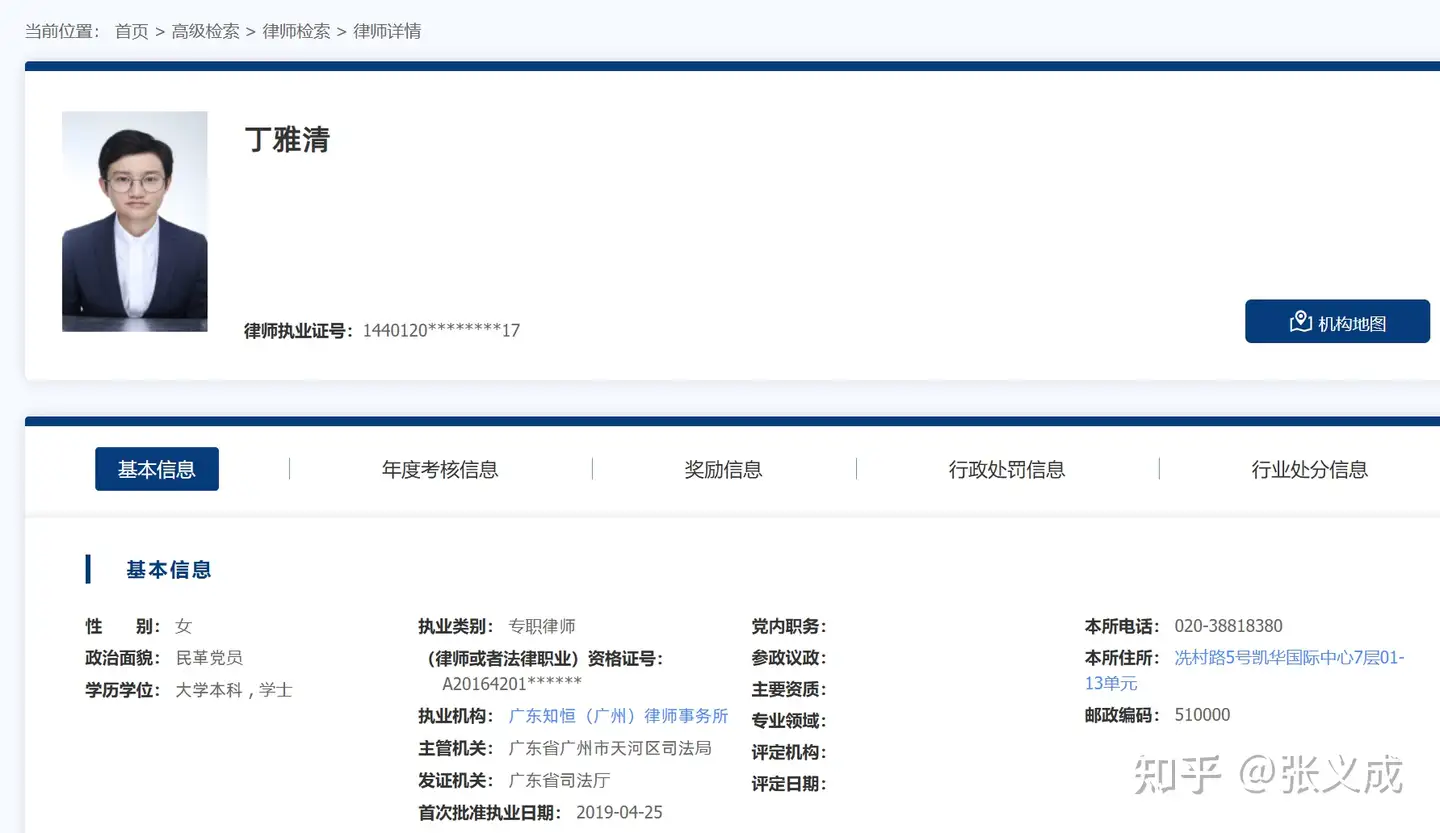 当前位置： 首页 > 高级检索 > 律师检索 > 律师详情
丁雅清
律师执业证号： 1440120********17
机构地图
基本信息
年度考核信息
奖励信息
行政处罚信息
行业处分信息
基本信息
性 别： 女
政治面貌： 民革党员
学历学位： 大学本科 , 学士
执业类别： 专职律师
（律师或者法律职业）资格证号：
A20164201******
执业机构： 广东知恒（广州）律师事务所
主管机关： 广东省广州市天河区司法局
发证机关： 广东省司法厅
首次批准执业日期： 2019-04-25
党内职务：
参政议政：
主要资质：
专业领域：
评定机构：
评定日期：
本所电话： 020-38818380
本所住所： 冼村路5号凯华国际中心7层01-
13单元
邮政编码： 510000
知乎 @张义成